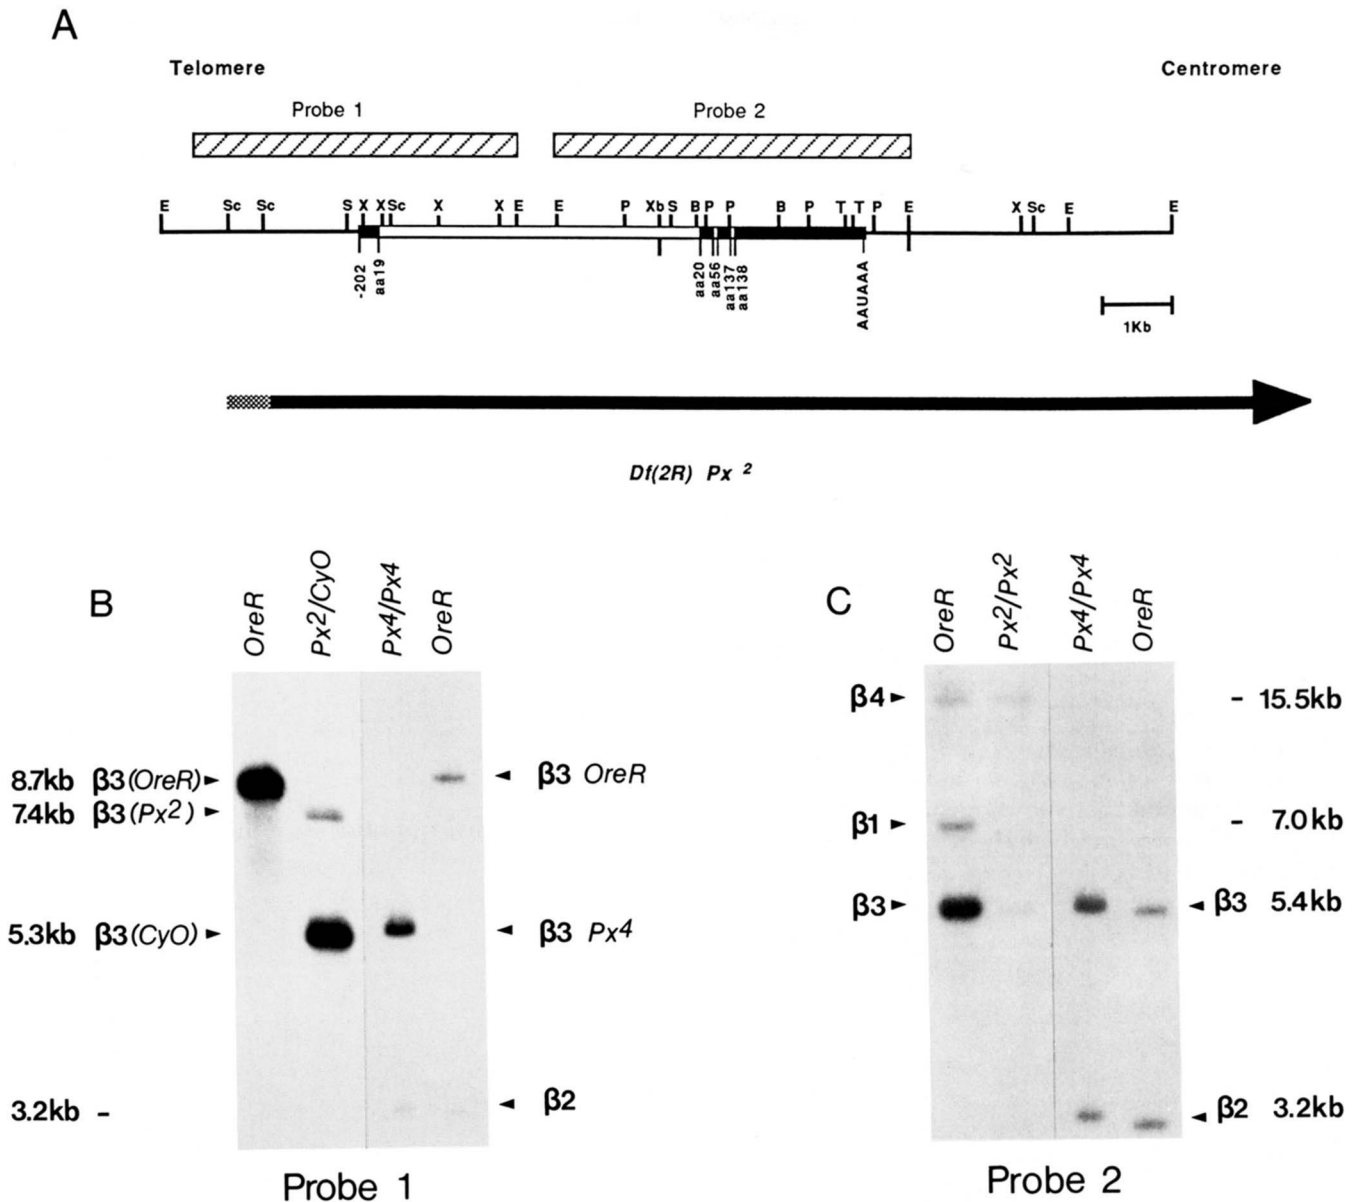 A
Telomere
Centromere
Probe 1
Probe 2
E Sc Sc S X X Sc X X E E P Xb S B P P B P T T P E X Sc E E
-202
aa19
aa20
aa56
aa137
aa138
AAUAAA
1Kb
Df(2R) Px 2
B
OreR
Px2/CyO
Px4/Px4
OreR
8.7kb β3(OreR)
7.4kb β3(Px2)
5.3kb β3(CyO)
3.2kb -
β3 OreR
β3 Px4
β2
Probe 1
C
OreR
Px2/Px2
Px4/Px4
OreR
β4
β1
β3
- 15.5kb
- 7.0kb
β3 5.4kb
β2 3.2kb
Probe 2